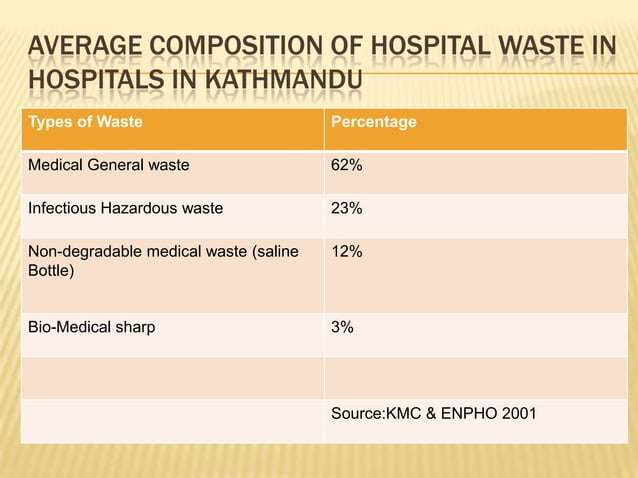 AVERAGE COMPOSITION OF HOSPITAL WASTE IN
HOSPITALS IN KATHMANDU
Types of Waste Percentage
Medical General waste 62%
Infectious Hazardous waste 23%
Non-degradable medical waste (saline 12%
Bottle)
Bio-Medical sharp 3%
Source:KMC & ENPHO 2001